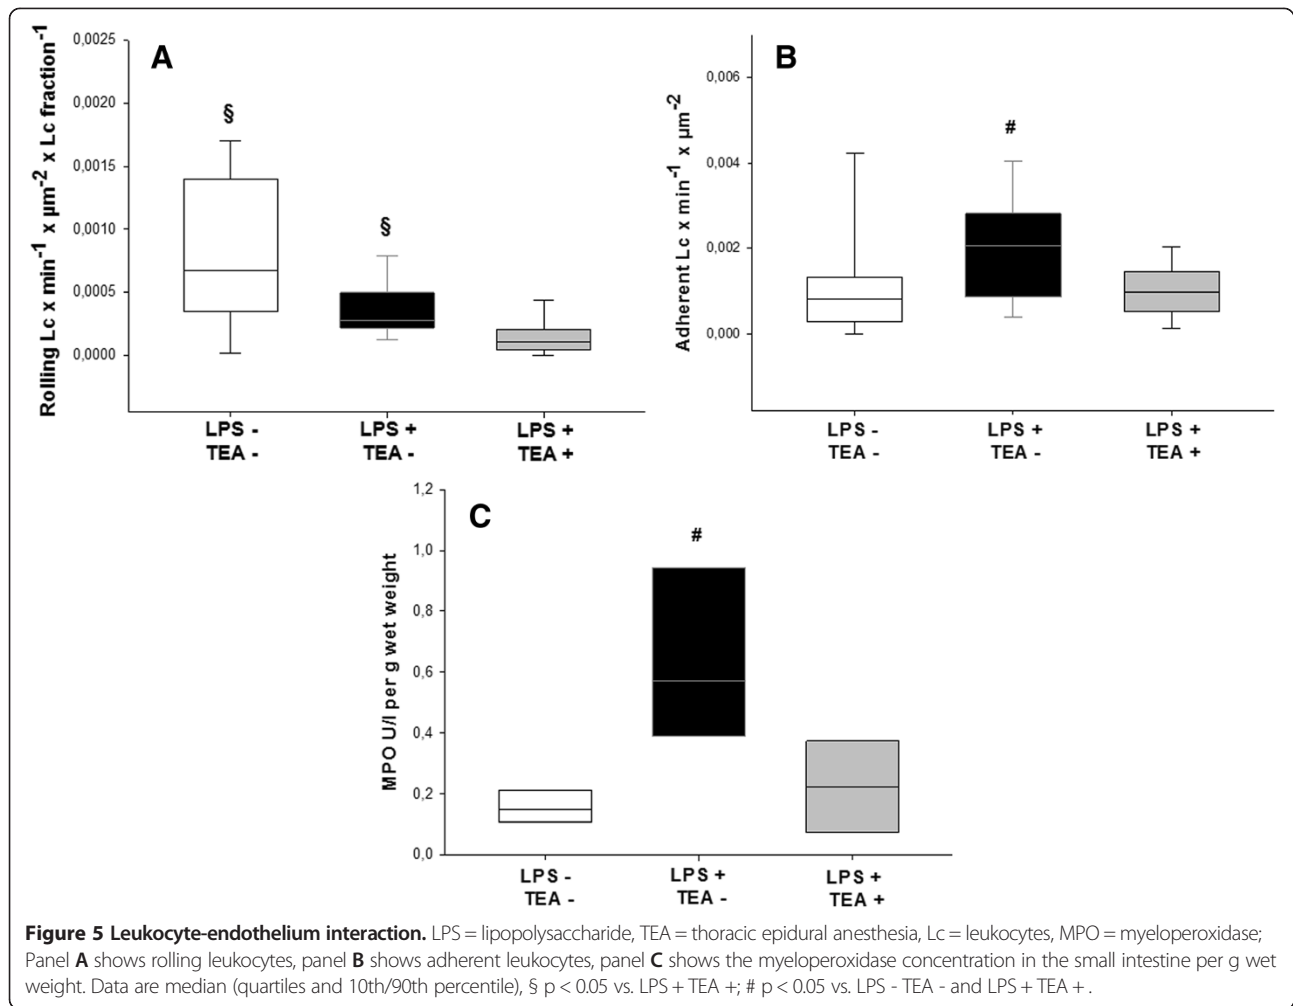 A
Rolling Lc x min⁻¹ x µm⁻² x Lc fraction⁻¹
0,0025
0,0020
0,0015
0,0010
0,0005
0,0000
§
§
LPS - LPS + LPS +
TEA - TEA - TEA +
B
Adherent Lc x min⁻¹ x µm⁻²
0,006
0,004
0,002
0,000
#
LPS - LPS + LPS +
TEA - TEA - TEA +
C
MPO U/l per g wet weight
1,2
1,0
0,8
0,6
0,4
0,2
0,0
#
LPS - LPS + LPS +
TEA - TEA - TEA +
Figure 5 Leukocyte-endothelium interaction. LPS = lipopolysaccharide, TEA = thoracic epidural anesthesia, Lc = leukocytes, MPO = myeloperoxidase;
Panel A shows rolling leukocytes, panel B shows adherent leukocytes, panel C shows the myeloperoxidase concentration in the small intestine per g wet
weight. Data are median (quartiles and 10th/90th percentile), § p < 0.05 vs. LPS + TEA +; # p < 0.05 vs. LPS - TEA - and LPS + TEA + .